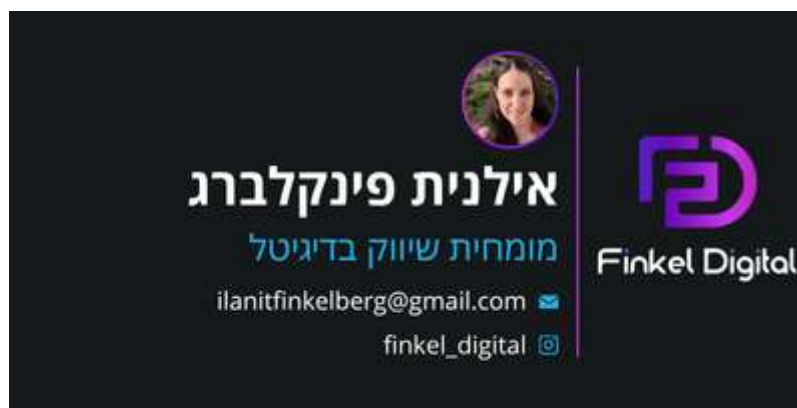 אילנית פינקלברג
מומחית שיווק בדיגיטל
ilanitfinkelberg@gmail.com
finkel_digital
Finkel Digital